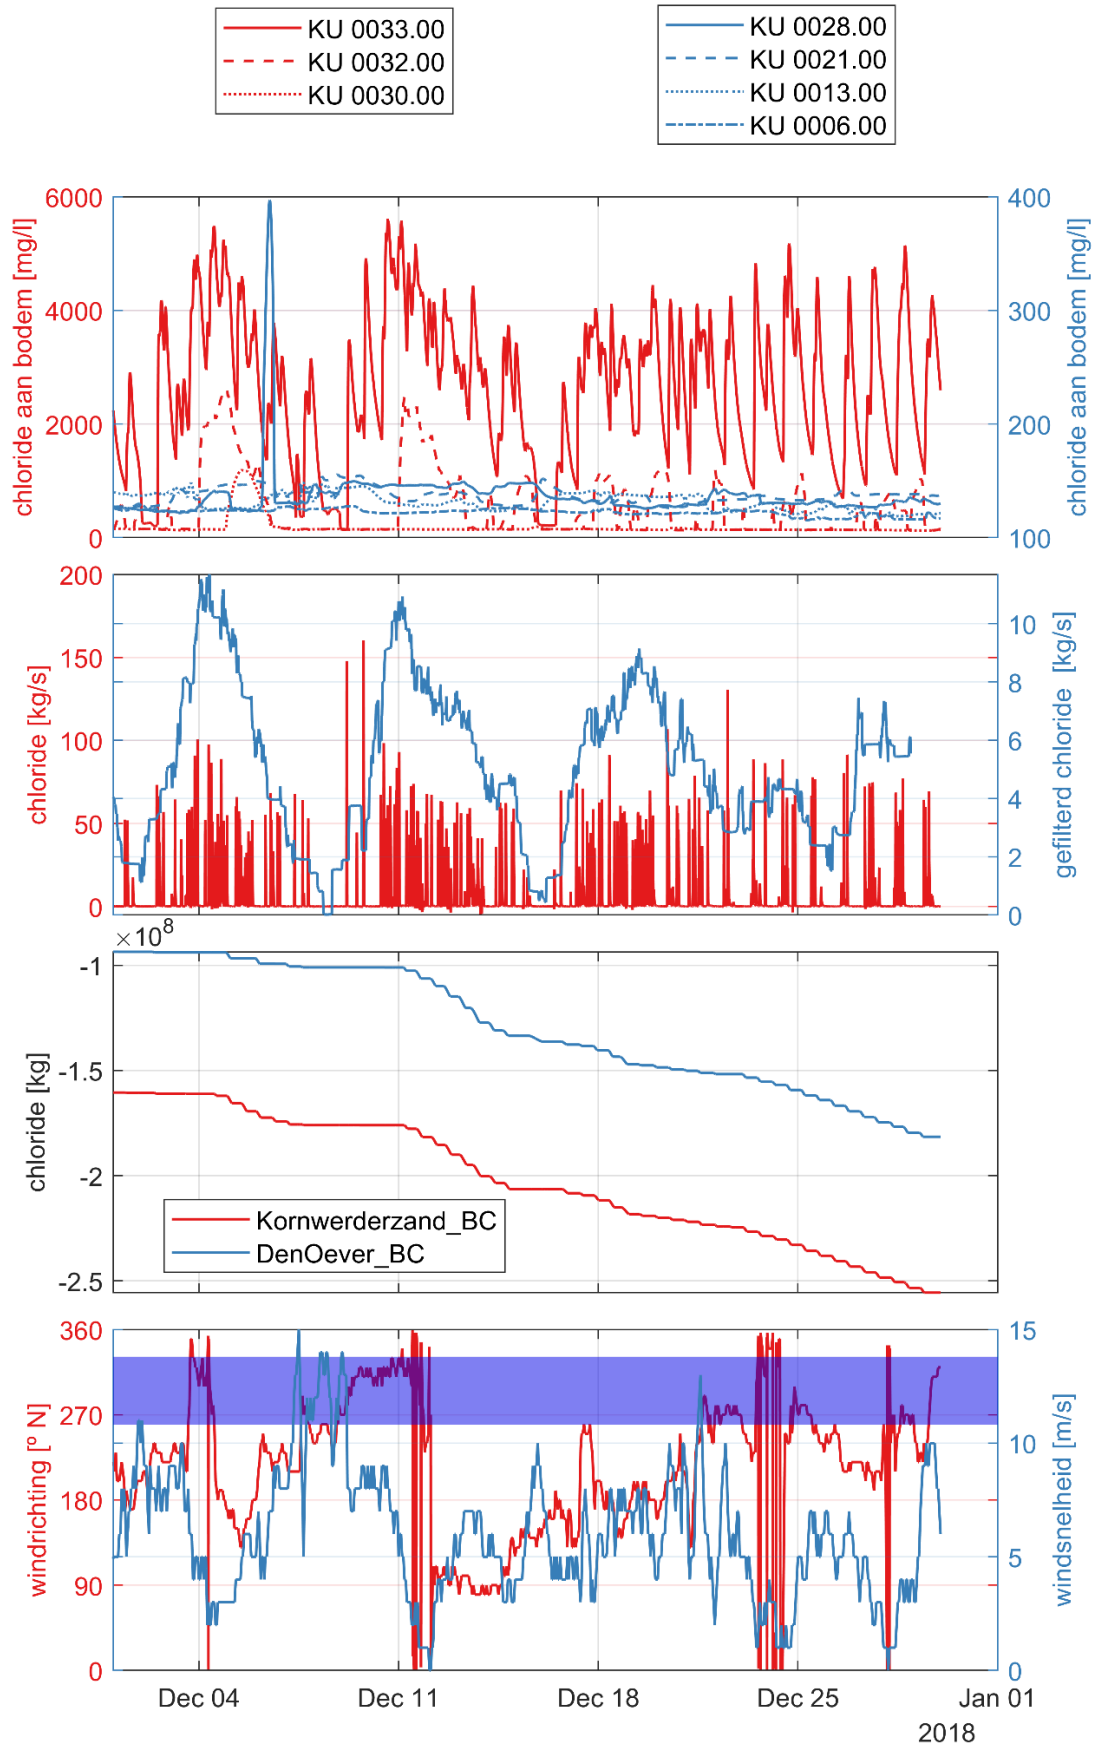 KU 0033.00
KU 0032.00
KU 0030.00
KU 0028.00
KU 0021.00
KU 0013.00
KU 0006.00
6000
4000
2000
0
chloride aan bodem [mg/l]
400
300
200
100
chloride aan bodem [mg/l]
200
150
100
50
0
chloride [kg/s]
10
8
6
4
2
0
gefilterd chloride [kg/s]
×10⁸
-1
-1.5
-2
-2.5
chloride [kg]
Kornwerderzand_BC
DenOever_BC
360
270
180
90
0
windrichting [° N]
15
10
5
0
windsnelheid [m/s]
Dec 04
Dec 11
Dec 18
Dec 25
Jan 01
2018